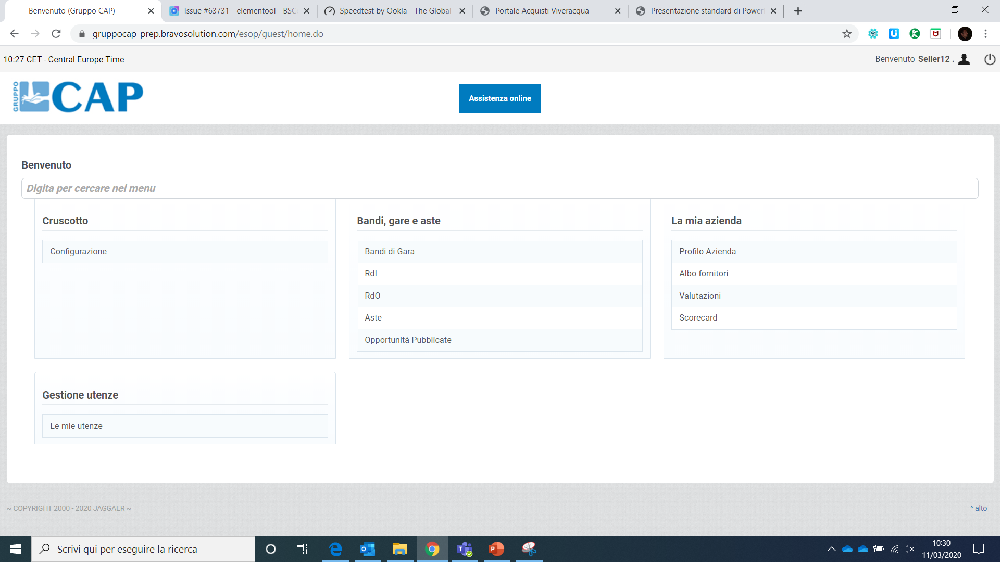 Benvenuto (Gruppo CAP)
Issue #63731 - elementool - BSC
Speedtest by Ookla - The Global
Portale Acquisti Viveracqua
Presentazione standard di Power
gruppocap-prep.bravosolution.com/esop/guest/home.do
10:27 CET - Central Europe Time
Benvenuto Seller12 .
GRUPPO CAP
Assistenza online
Benvenuto
Digita per cercare nel menu
Cruscotto
Configurazione
Bandi, gare e aste
Bandi di Gara
RdI
RdO
Aste
Opportunità Pubblicate
La mia azienda
Profilo Azienda
Albo fornitori
Valutazioni
Scorecard
Gestione utenze
Le mie utenze
~ COPYRIGHT 2000 - 2020 JAGGAER ~
^ alto
Scrivi qui per eseguire la ricerca
10:30
11/03/2020